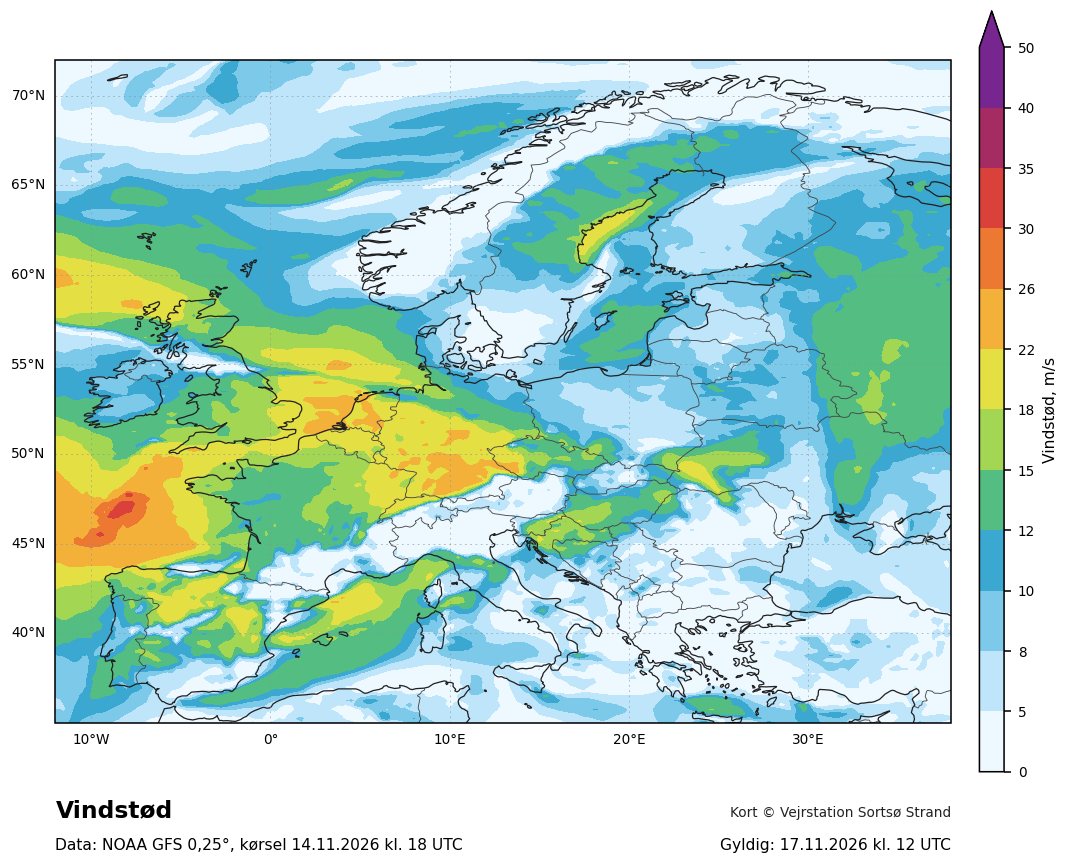 50
40
35
30
26
22
18
15
12
10
8
5
0
Vindstød, m/s
70°N
65°N
60°N
55°N
50°N
45°N
40°N
10°W
0°
10°E
20°E
30°E
Vindstød
Kort © Vejrstation Sortsø Strand
Data: NOAA GFS 0,25°, kørsel 14.11.2026 kl. 18 UTC
Gyldig: 17.11.2026 kl. 12 UTC